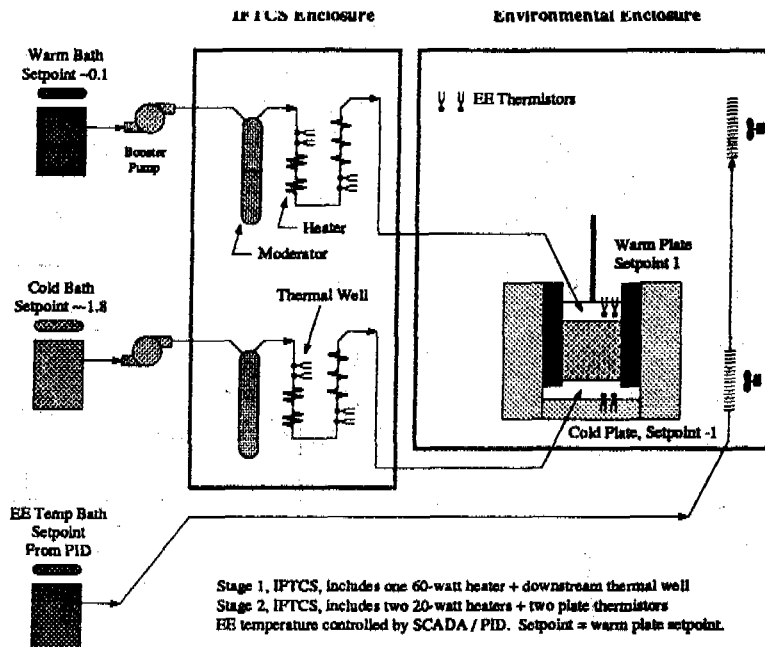 IFTCS Enclosure
Environmental Enclosure
Warm Bath
Setpoint ~0.1
Booster
Pump
EE Thermistors
Heater
Moderator
Warm Plate
Setpoint 1
Cold Bath
Setpoint ~-1.8
Thermal Well
Cold Plate, Setpoint -1
EE Temp Bath
Setpoint
From PID
Stage 1, IFTCS, includes one 60-watt heater + downstream thermal well
Stage 2, IFTCS, includes two 20-watt heaters + two plate thermistors
EE temperature controlled by SCADA / PID. Setpoint = warm plate setpoint.